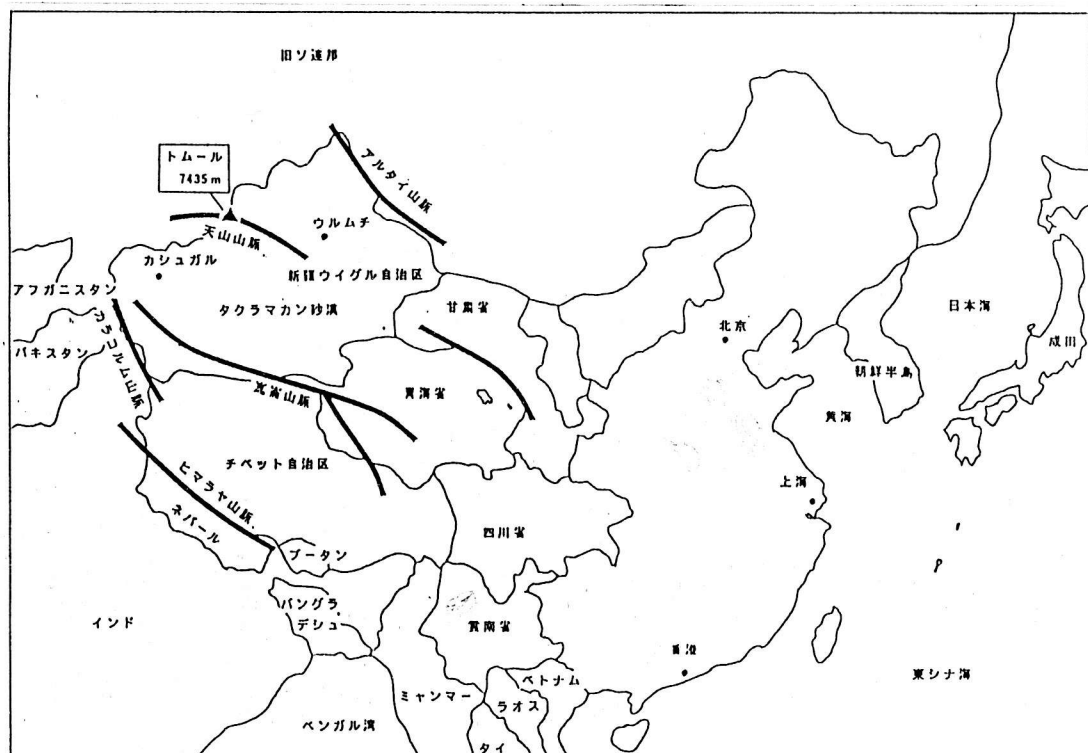 旧ソ連邦
トムール
7435m
アルタイ山脈
ウルムチ
天山山脈
カシュガル
新疆ウイグル自治区
アフガニスタン
タクラマカン砂漠
甘粛省
日本海
北京
カラコルム山脈
パキスタン
朝鮮半島
青海省
崑崙山脈
黄海
チベット自治区
ヒマラヤ山脈
上海
ネパール
四川省
ブータン
バングラ
デシュ
インド
雲南省
香港
東シナ海
ベトナム
ミャンマー
ラオス
ベンガル湾
タイ